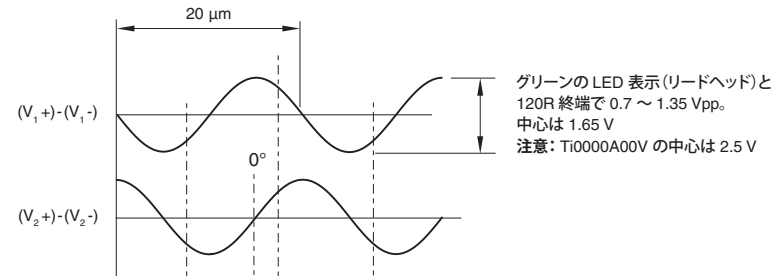 20 µm
(V1+)-(V1-)
0°
(V2+)-(V2-)
グリーンの LED 表示（リードヘッド）と
120R 終端で 0.7 ～ 1.35 Vpp。
中心は 1.65 V
注意： Ti0000A00V の中心は 2.5 V